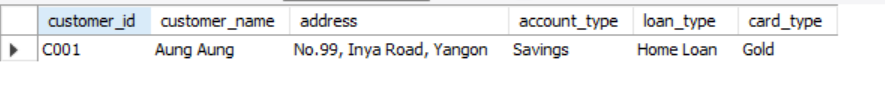 customer_id customer_name address account_type loan_type card_type
C001 Aung Aung No.99, Inya Road, Yangon Savings Home Loan Gold